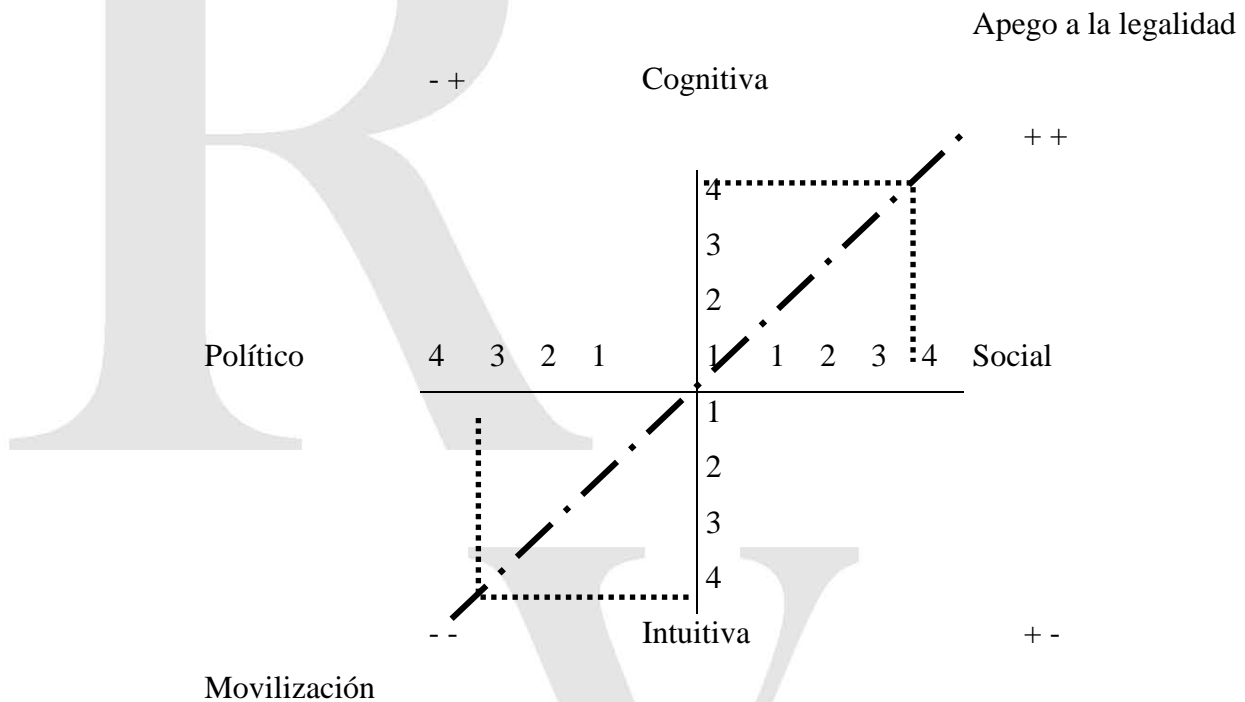 Apego a la legalidad
- + Cognitiva
+ +
4
3
2
Político 4 3 2 1 1 1 2 3 4 Social
1
2
3
4
- - Intuitiva + -
Movilización
R
V